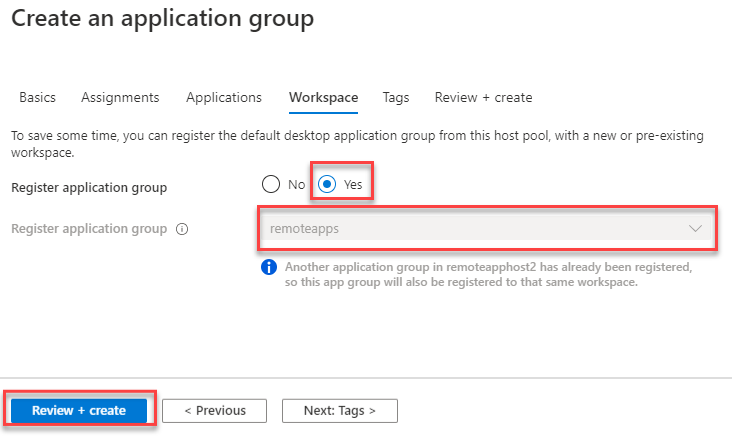 Create an application group
Basics Assignments Applications Workspace Tags Review + create
To save some time, you can register the default desktop application group from this host pool, with a new or pre-existing
workspace.
Register application group No Yes
Register application group remoteapps
Another application group in remoteapphost2 has already been registered,
so this app group will also be registered to that same workspace.
Review + create < Previous Next: Tags >